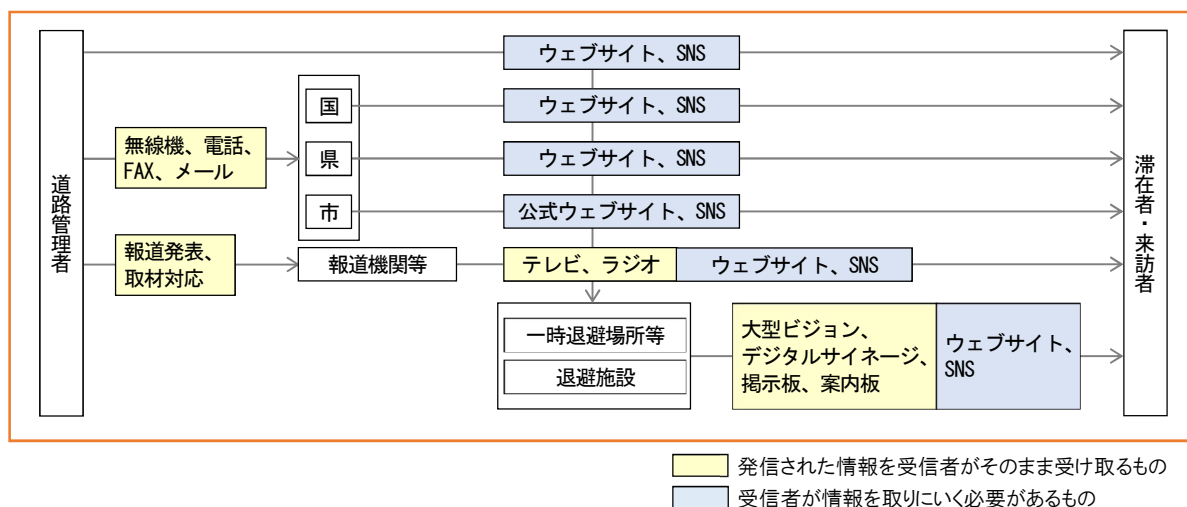 道路管理者
ウェブサイト、SNS
国
ウェブサイト、SNS
無線機、電話、
FAX、メール
県
ウェブサイト、SNS
市
公式ウェブサイト、SNS
報道発表、
取材対応
報道機関等
テレビ、ラジオ
ウェブサイト、SNS
一時退避場所等
退避施設
大型ビジョン、
デジタルサイネージ、
掲示板、案内板
ウェブサイト、
SNS
滞在者・来訪者
発信された情報を受信者がそのまま受け取るもの
受信者が情報を取りにいく必要があるもの